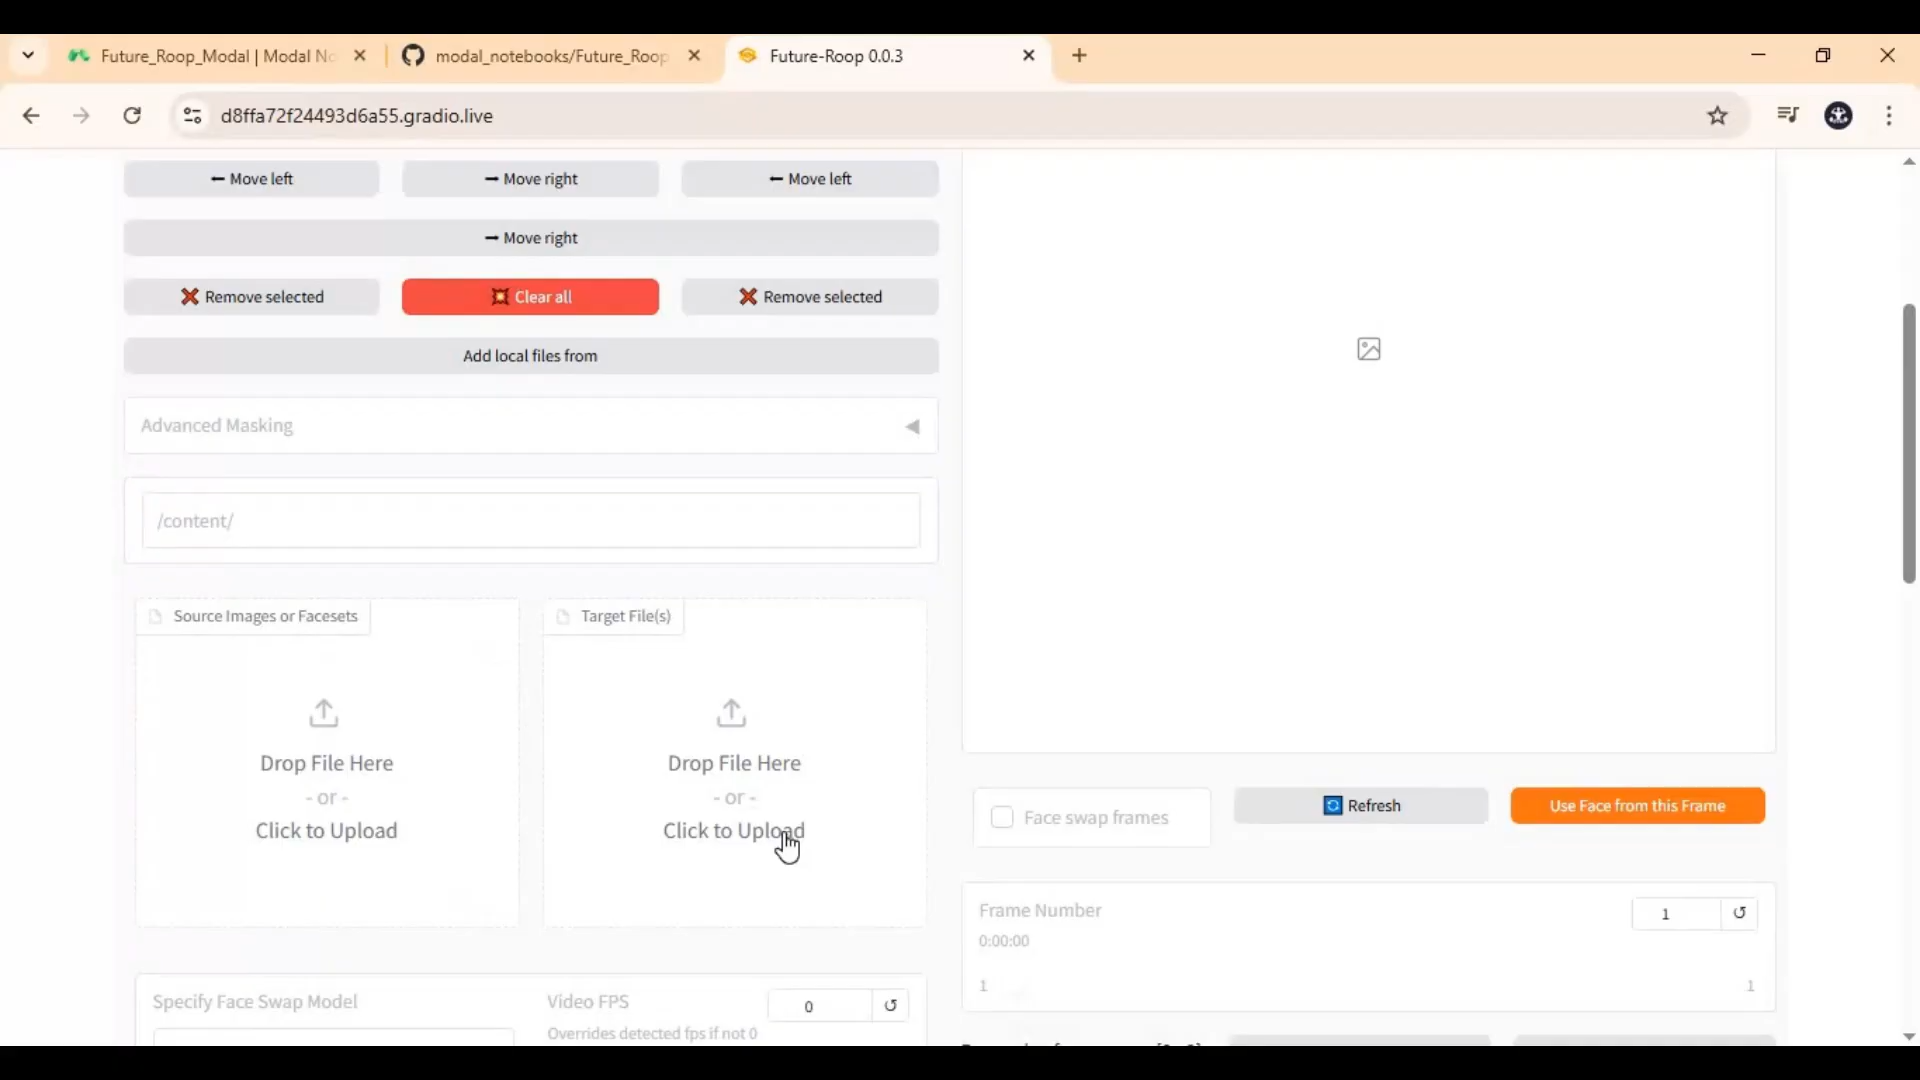 Future_Roop_Modal | Modal No
modal_notebooks/Future_Roop
Future-Roop 0.0.3
d8ffa72f24493d6a55.gradio.live
Move left
Move right
Move left
Move right
Remove selected
Clear all
Remove selected
Add local files from
Advanced Masking
/content/
Source Images or Facesets
Target File(s)
Drop File Here
- or -
Click to Upload
Drop File Here
- or -
Click to Upload
Face swap frames
Refresh
Use Face from this Frame
Frame Number
1
0:00:00
1
1
Specify Face Swap Model
Video FPS
0
Overrides detected fps if not 0